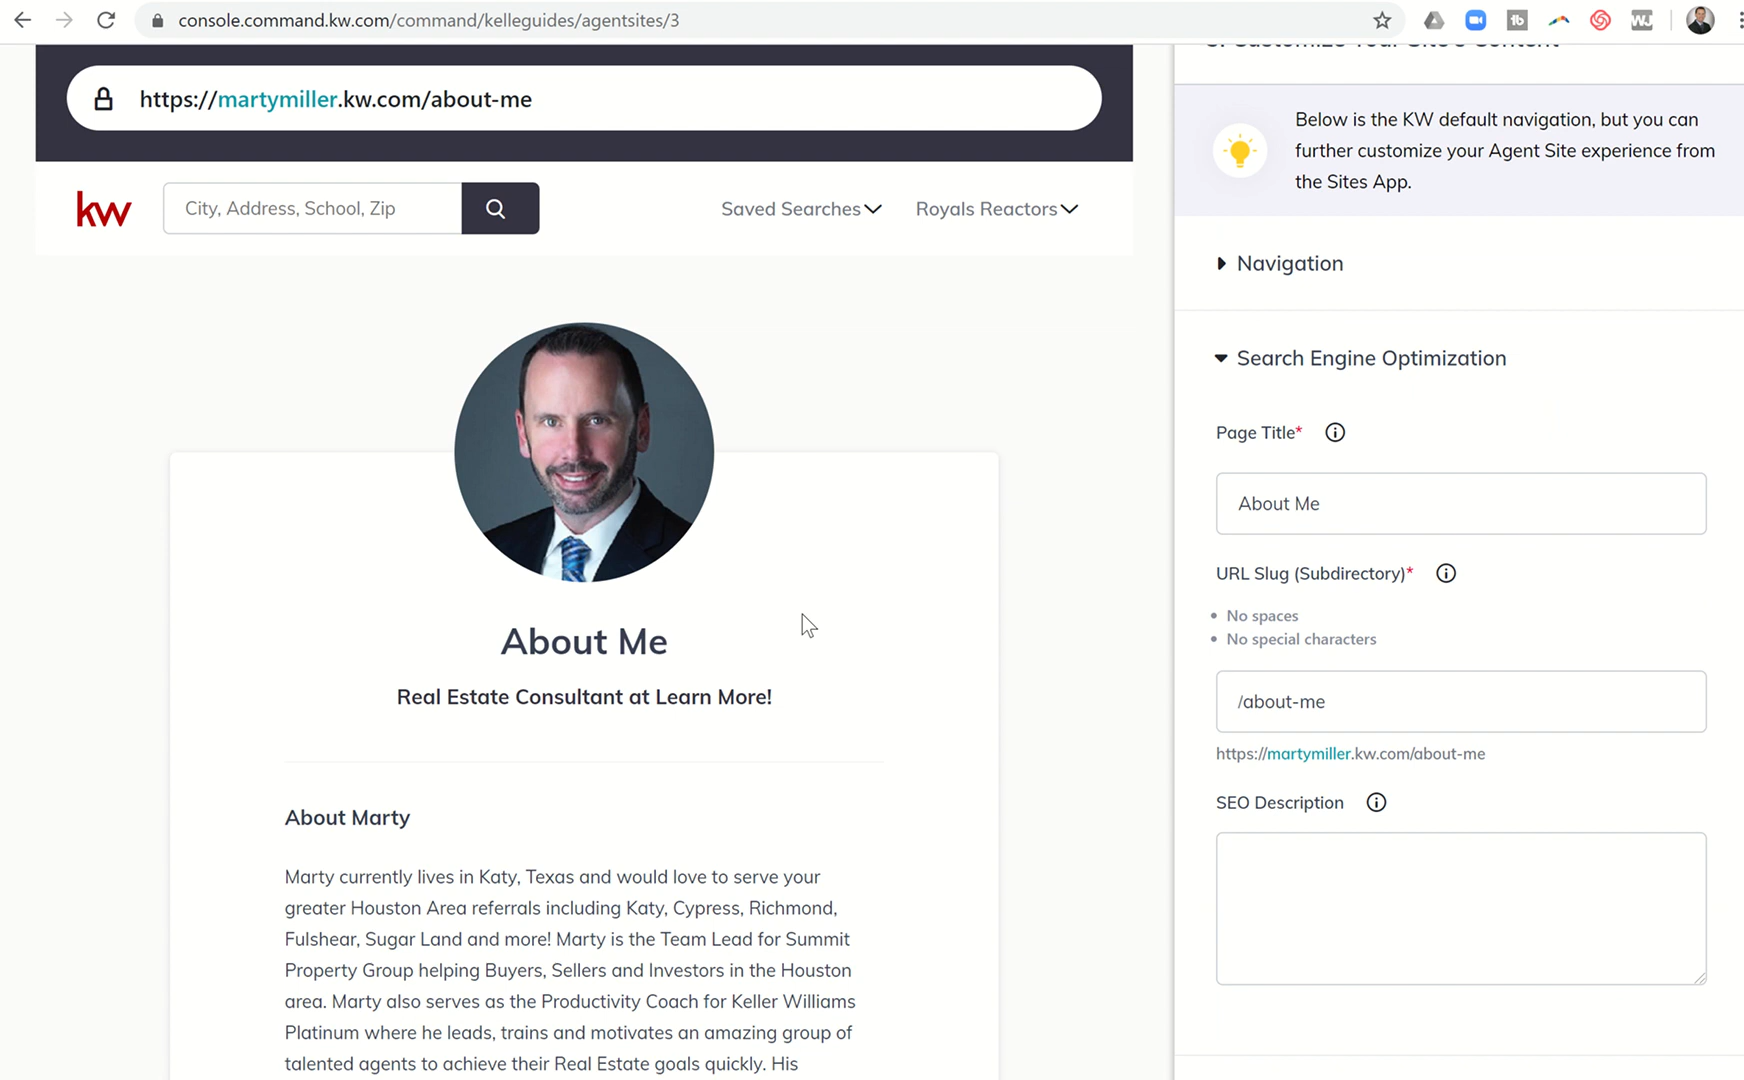 console.command.kw.com/command/kelleguides/agentsites/3
https://martymiller.kw.com/about-me
kw
City, Address, School, Zip
Saved Searches
Royals Reactors
About Me
Real Estate Consultant at Learn More!
About Marty
Marty currently lives in Katy, Texas and would love to serve your
greater Houston Area referrals including Katy, Cypress, Richmond,
Fulshear, Sugar Land and more! Marty is the Team Lead for Summit
Property Group helping Buyers, Sellers and Investors in the Houston
area. Marty also serves as the Productivity Coach for Keller Williams
Platinum where he leads, trains and motivates an amazing group of
talented agents to achieve their Real Estate goals quickly. His
Customize Your Site's Content
Below is the KW default navigation, but you can
further customize your Agent Site experience from
the Sites App.
Navigation
Search Engine Optimization
Page Title*
About Me
URL Slug (Subdirectory)*
• No spaces
• No special characters
/about-me
https://martymiller.kw.com/about-me
SEO Description